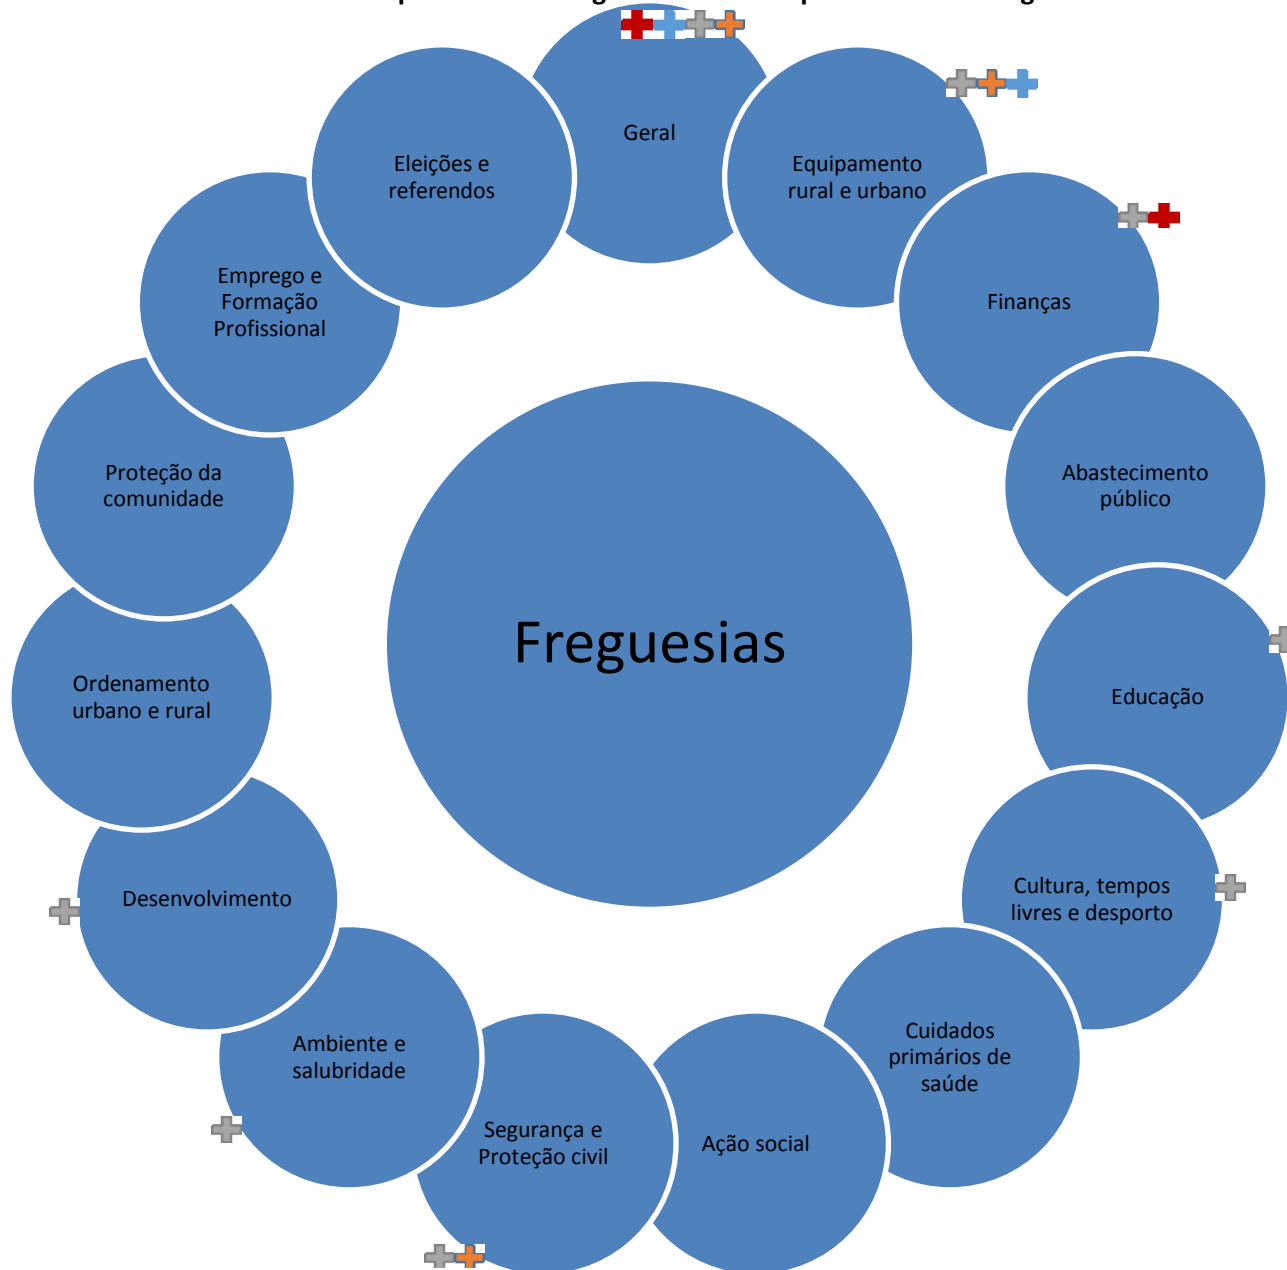 Geral
Equipamento
rural e urbano
Finanças
Abastecimento
público
Educação
Cultura, tempos
livres e desporto
Cuidados
primários de
saúde
Ação social
Segurança e
Proteção civil
Ambiente e
salubridade
Desenvolvimento
Ordenamento
urbano e rural
Proteção da
comunidade
Emprego e
Formação
Profissional
Eleições e
referendos
Freguesias